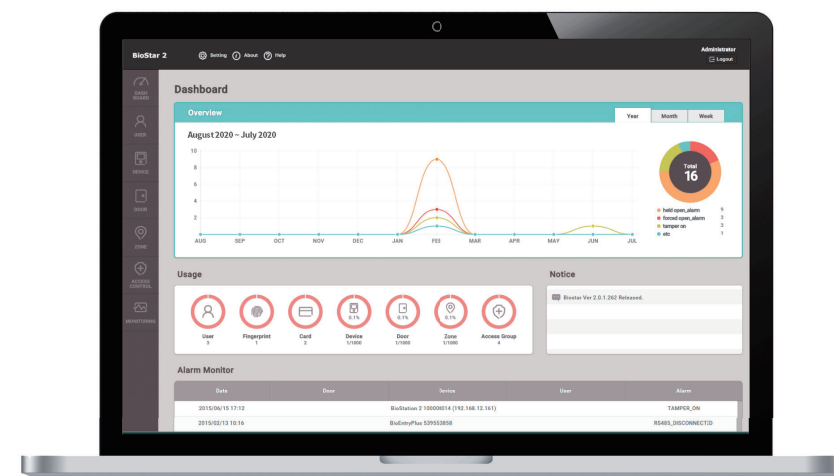 BioStar 2
Setting About Help
Administrator
Logout
DASH
BOARD
USER
DEVICE
DOOR
ZONE
ACCESS
CONTROL
MONITORING
Dashboard
Overview
Year Month Week
August 2020 ~ July 2020
10
8
6
4
2
AUG SEP OCT NOV DEC JAN FEB MAR APR MAY JUN JUL
Total
16
held open_alarm 9
forced open_alarm 3
tamper on 3
etc 1
Usage
User
3
Fingerprint
1
Card
2
0.1%
Device
1/1000
0.1%
Door
1/1000
0.1%
Zone
1/1000
Access Group
4
Notice
Biostar Ver 2.0.1.262 Released.
Alarm Monitor
Date Door Device User Alarm
2015/06/15 17:12 BioStation 2 100000014 (192.168.12.161) TAMPER_ON
2015/02/13 10:16 BioEntryPlus 539553858 RS485_DISCONNECTED